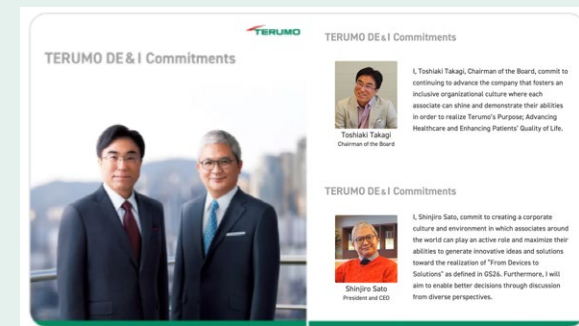 TERUMO
TERUMO DE & I Commitments
TERUMO DE & I Commitments
I, Toshiaki Takagi, Chairman of the Board, commit to
continuing to advance the company that fosters an
inclusive organizational culture where each
associate can shine and demonstrate their abilities
in order to realize Terumo's Purpose; Advancing
Healthcare and Enhancing Patients' Quality of Life.
Toshiaki Takagi
Chairman of the Board
TERUMO DE & I Commitments
I, Shinjiro Sato, commit to creating a corporate
culture and environment in which associates around
the world can play an active role and maximize their
abilities to generate innovative ideas and solutions
toward the realization of "From Devices to
Solutions" as defined in GS26. Furthermore, I will
aim to enable better decisions through discussion
from diverse perspectives.
Shinjiro Sato
President and CEO